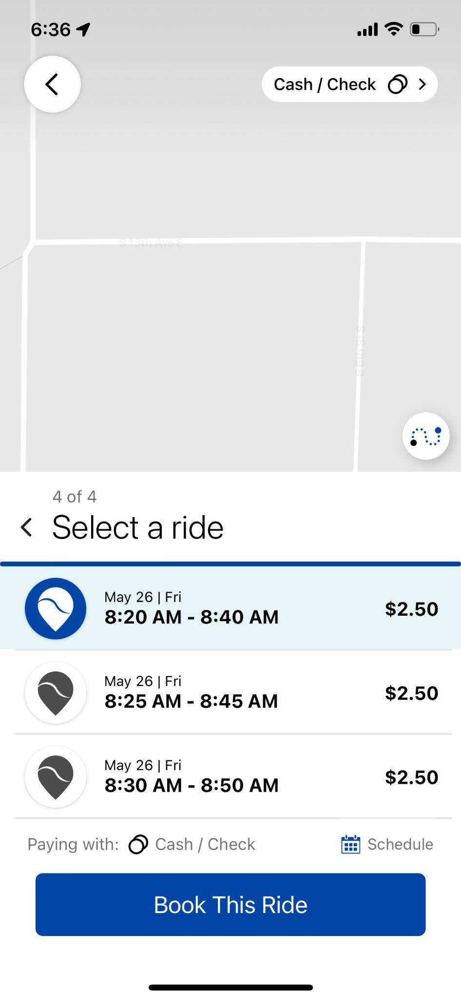 6:36
Cash / Check
S 13th Ave E
E 6th St S
4 of 4
Select a ride
May 26 | Fri
8:20 AM - 8:40 AM
$2.50
May 26 | Fri
8:25 AM - 8:45 AM
$2.50
May 26 | Fri
8:30 AM - 8:50 AM
$2.50
Paying with: Cash / Check
Schedule
Book This Ride